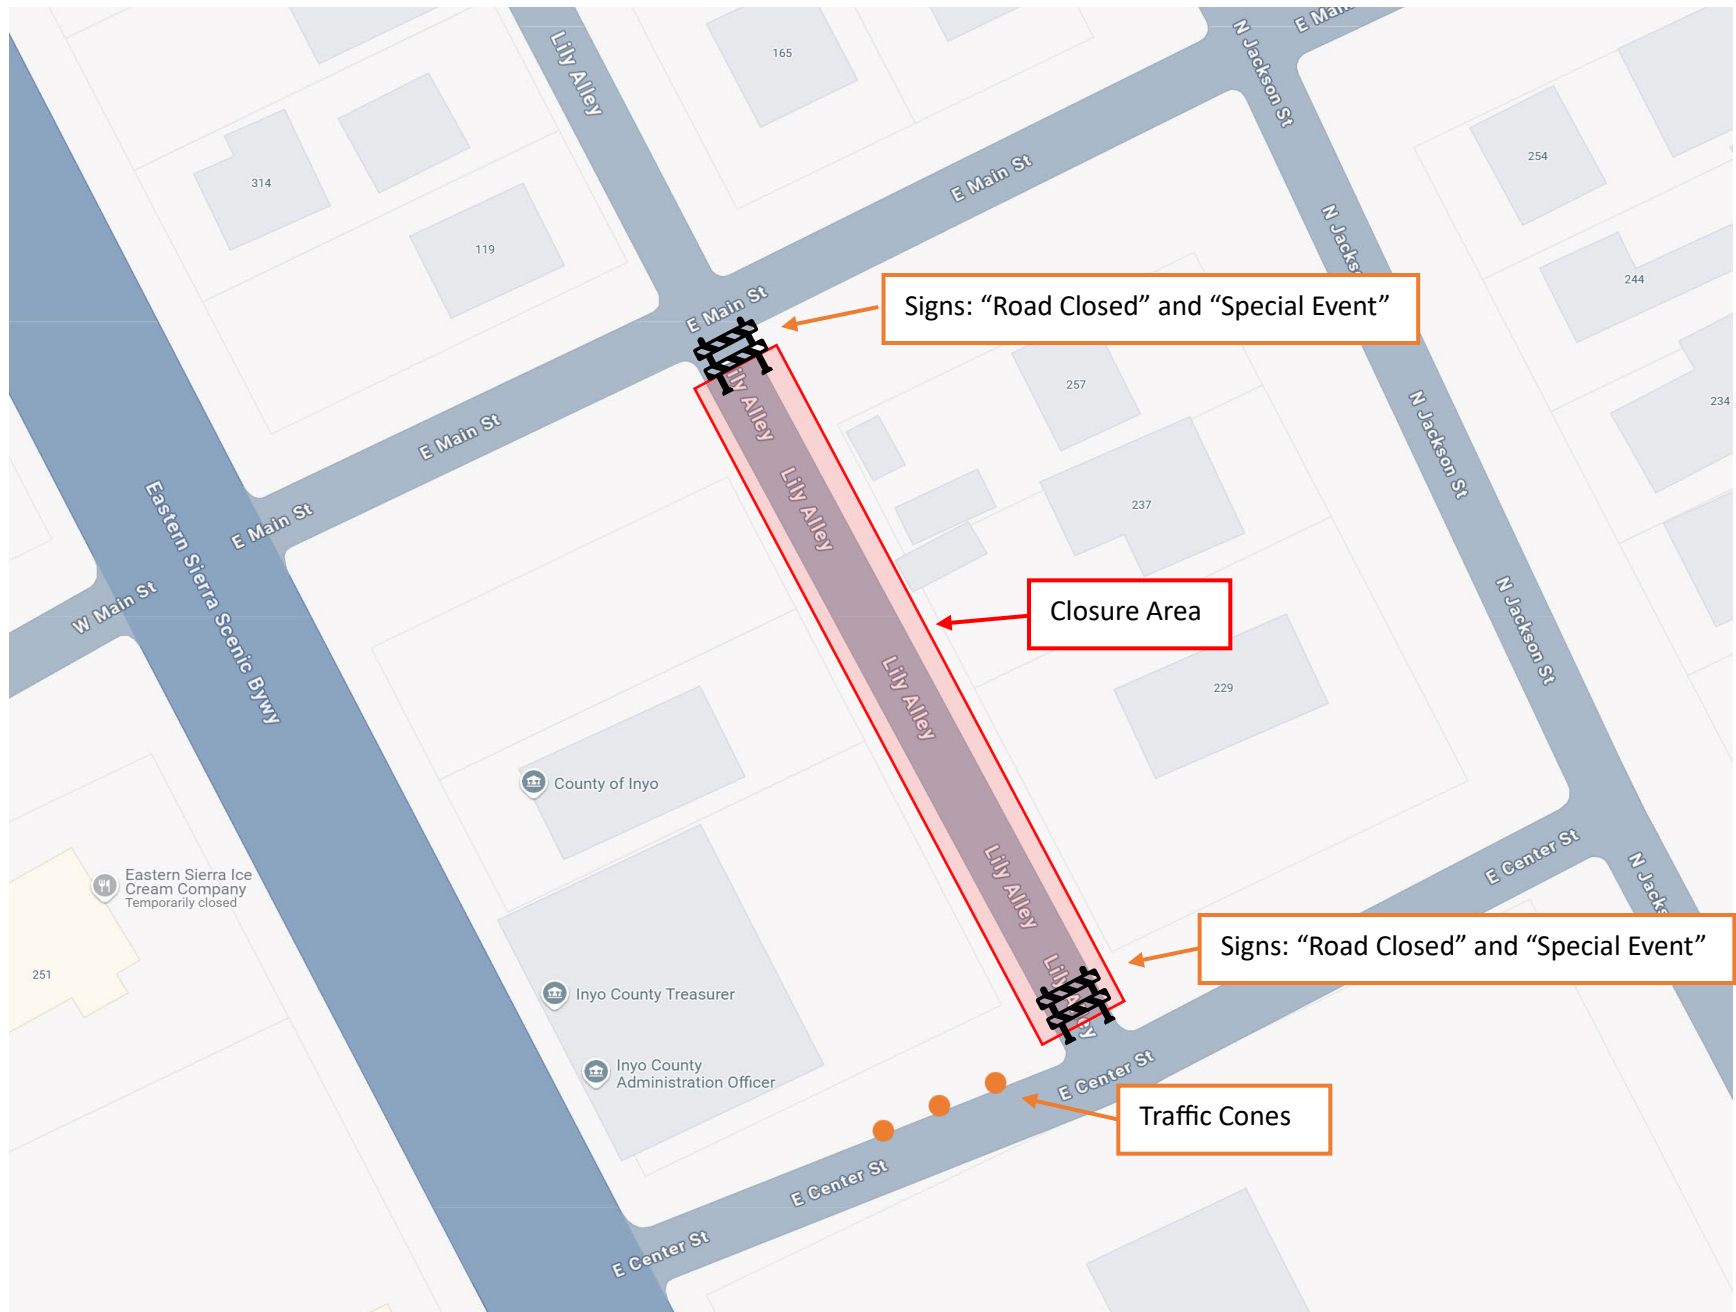 Lily Alley
165
E Main
N Jackson St
E Main St
254
314
119
N Jacks
244
Signs: “Road Closed” and “Special Event”
E Main St
257
234
ily Alley
E Main St
N Jackson St
Lily Alley
E Main St
237
Eastern Sierra Scenic Bywy
W Main St
Closure Area
N Jackson St
Lily Alley
229
County of Inyo
E Center St
Eastern Sierra Ice
Cream Company
Temporarily closed
Lily Alley
N Jacks
Signs: “Road Closed” and “Special Event”
251
Inyo County Treasurer
Inyo County
Administration Officer
E Center St
Traffic Cones
E Center St
E Center St